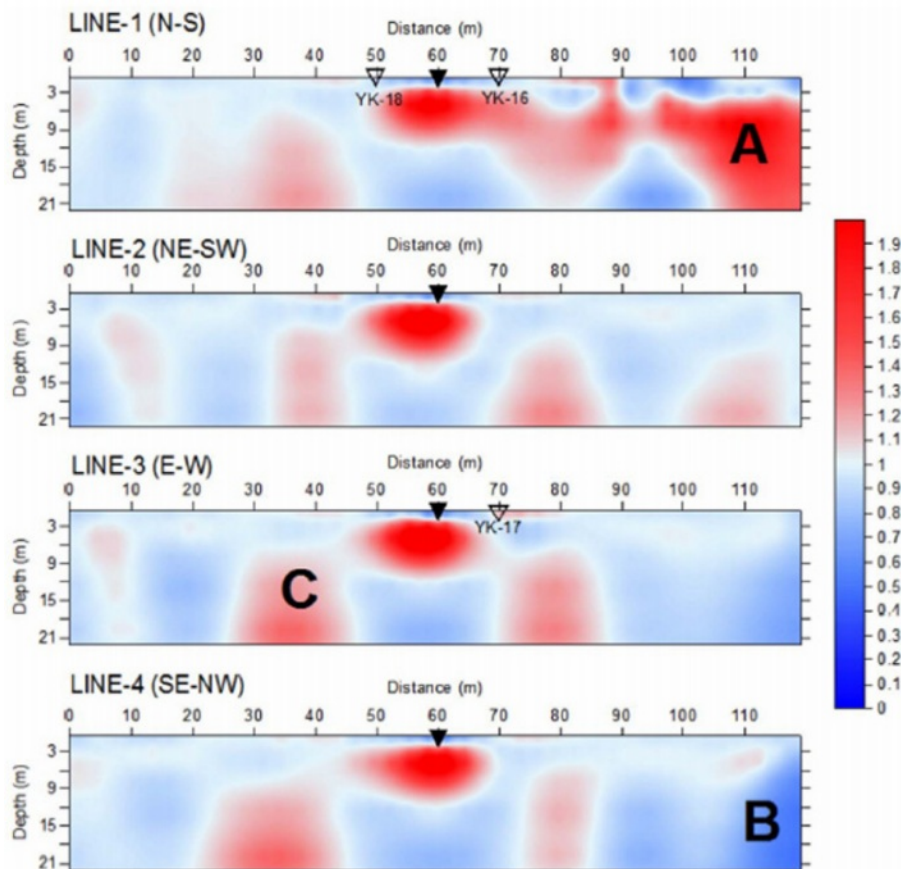 LINE-1 (N-S)
Distance (m)
0 10 20 30 40 50 60 70 80 90 100 110
YK-18 YK-16
Depth (m)
3
9
15
21
A
LINE-2 (NE-SW)
Distance (m)
0 10 20 30 40 50 60 70 80 90 100 110
Depth (m)
3
9
15
21
LINE-3 (E-W)
Distance (m)
0 10 20 30 40 50 60 70 80 90 100 110
YK-17
Depth (m)
3
9
15
21
C
LINE-4 (SE-NW)
Distance (m)
0 10 20 30 40 50 60 70 80 90 100 110
Depth (m)
3
9
15
21
B
1.9
1.8
1.7
1.6
1.5
1.4
1.3
1.2
1.1
1
0.9
0.8
0.7
0.6
0.5
0.4
0.3
0.2
0.1
0